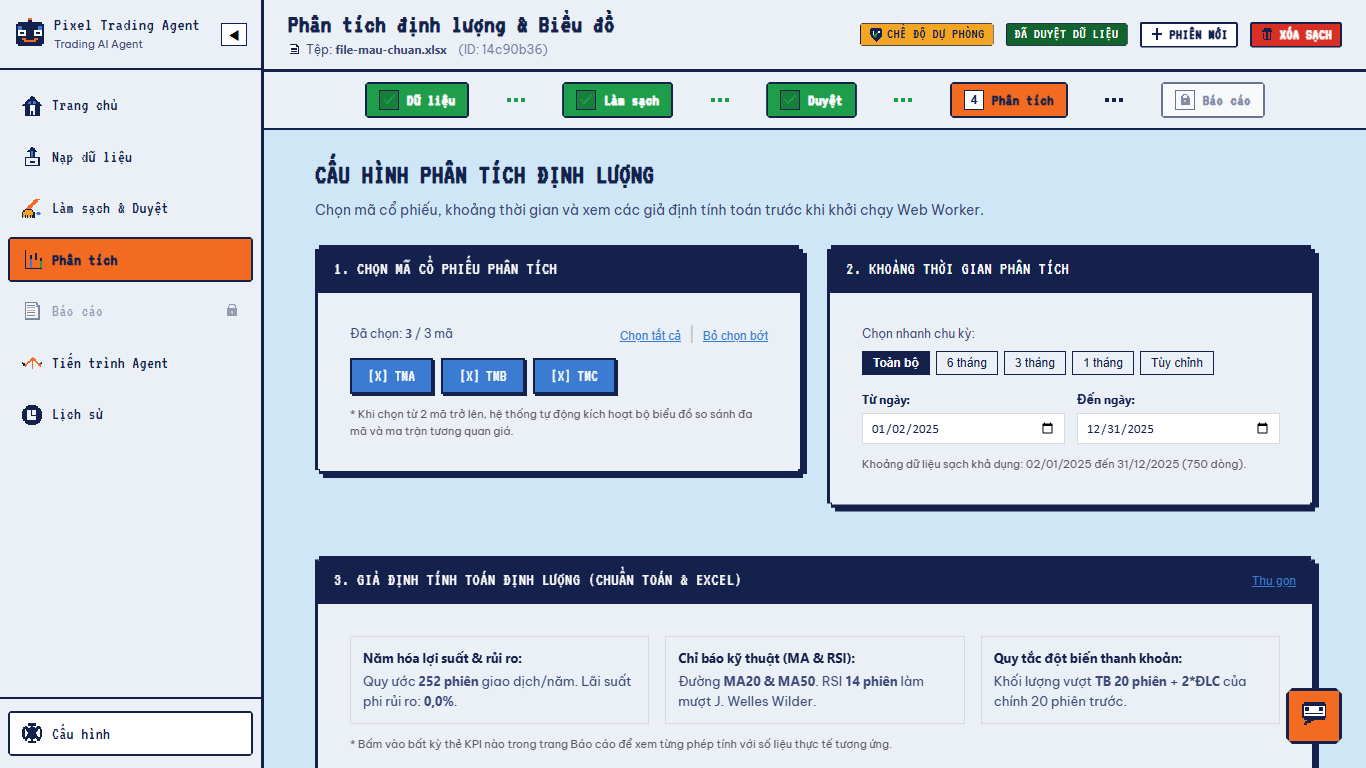 Pixel Trading Agent
Trading AI Agent
Trang chủ
Nạp dữ liệu
Làm sạch & Duyệt
Phân tích
Báo cáo
Tiến trình Agent
Lịch sử
Cấu hình
Phân tích định lượng & Biểu đồ
Tệp: file-mau-chuan.xlsx (ID: 14c90b36)
CHẾ ĐỘ DỰ PHÒNG
ĐÃ DUYỆT DỮ LIỆU
PHIÊN MỚI
XÓA SẠCH
Dữ liệu
Làm sạch
Duyệt
4 Phân tích
Báo cáo
CẤU HÌNH PHÂN TÍCH ĐỊNH LƯỢNG
Chọn mã cổ phiếu, khoảng thời gian và xem các giả định tính toán trước khi khởi chạy Web Worker.
1. CHỌN MÃ CỔ PHIẾU PHÂN TÍCH
Đã chọn: 3 / 3 mã
Chọn tất cả
Bỏ chọn bớt
[X] TMA
[X] TMB
[X] TMC
* Khi chọn từ 2 mã trở lên, hệ thống tự động kích hoạt bộ biểu đồ so sánh đa
mã và ma trận tương quan giá.
2. KHOẢNG THỜI GIAN PHÂN TÍCH
Chọn nhanh chu kỳ:
Toàn bộ
6 tháng
3 tháng
1 tháng
Tùy chỉnh
Từ ngày:
Đến ngày:
01/02/2025
12/31/2025
Khoảng dữ liệu sạch khả dụng: 02/01/2025 đến 31/12/2025 (750 dòng).
3. GIẢ ĐỊNH TÍNH TOÁN ĐỊNH LƯỢNG (CHUẨN TOÁN & EXCEL)
Thu gọn
Năm hóa lợi suất & rủi ro:
Quy ước 252 phiên giao dịch/năm. Lãi suất
phi rủi ro: 0,0%.
Chỉ báo kỹ thuật (MA & RSI):
Đường MA20 & MA50. RSI 14 phiên làm
mượt J. Welles Wilder.
Quy tắc đột biến thanh khoản:
Khối lượng vượt TB 20 phiên + 2*ĐLC của
chính 20 phiên trước.
* Bấm vào bất kỳ thẻ KPI nào trong trang Báo cáo để xem từng phép tính với số liệu thực tế tương ứng.